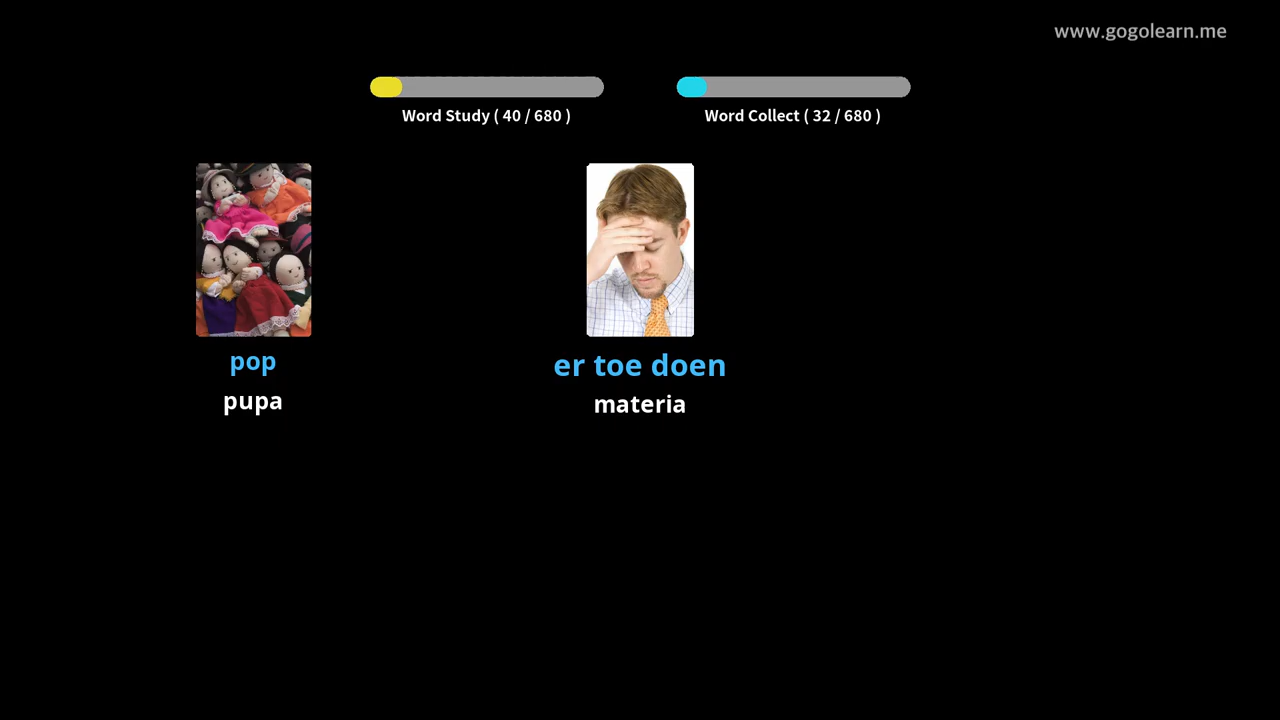 www.gogolearn.me
Word Study ( 40 / 680 )
Word Collect ( 32 / 680 )
pop
pupa
er toe doen
materia